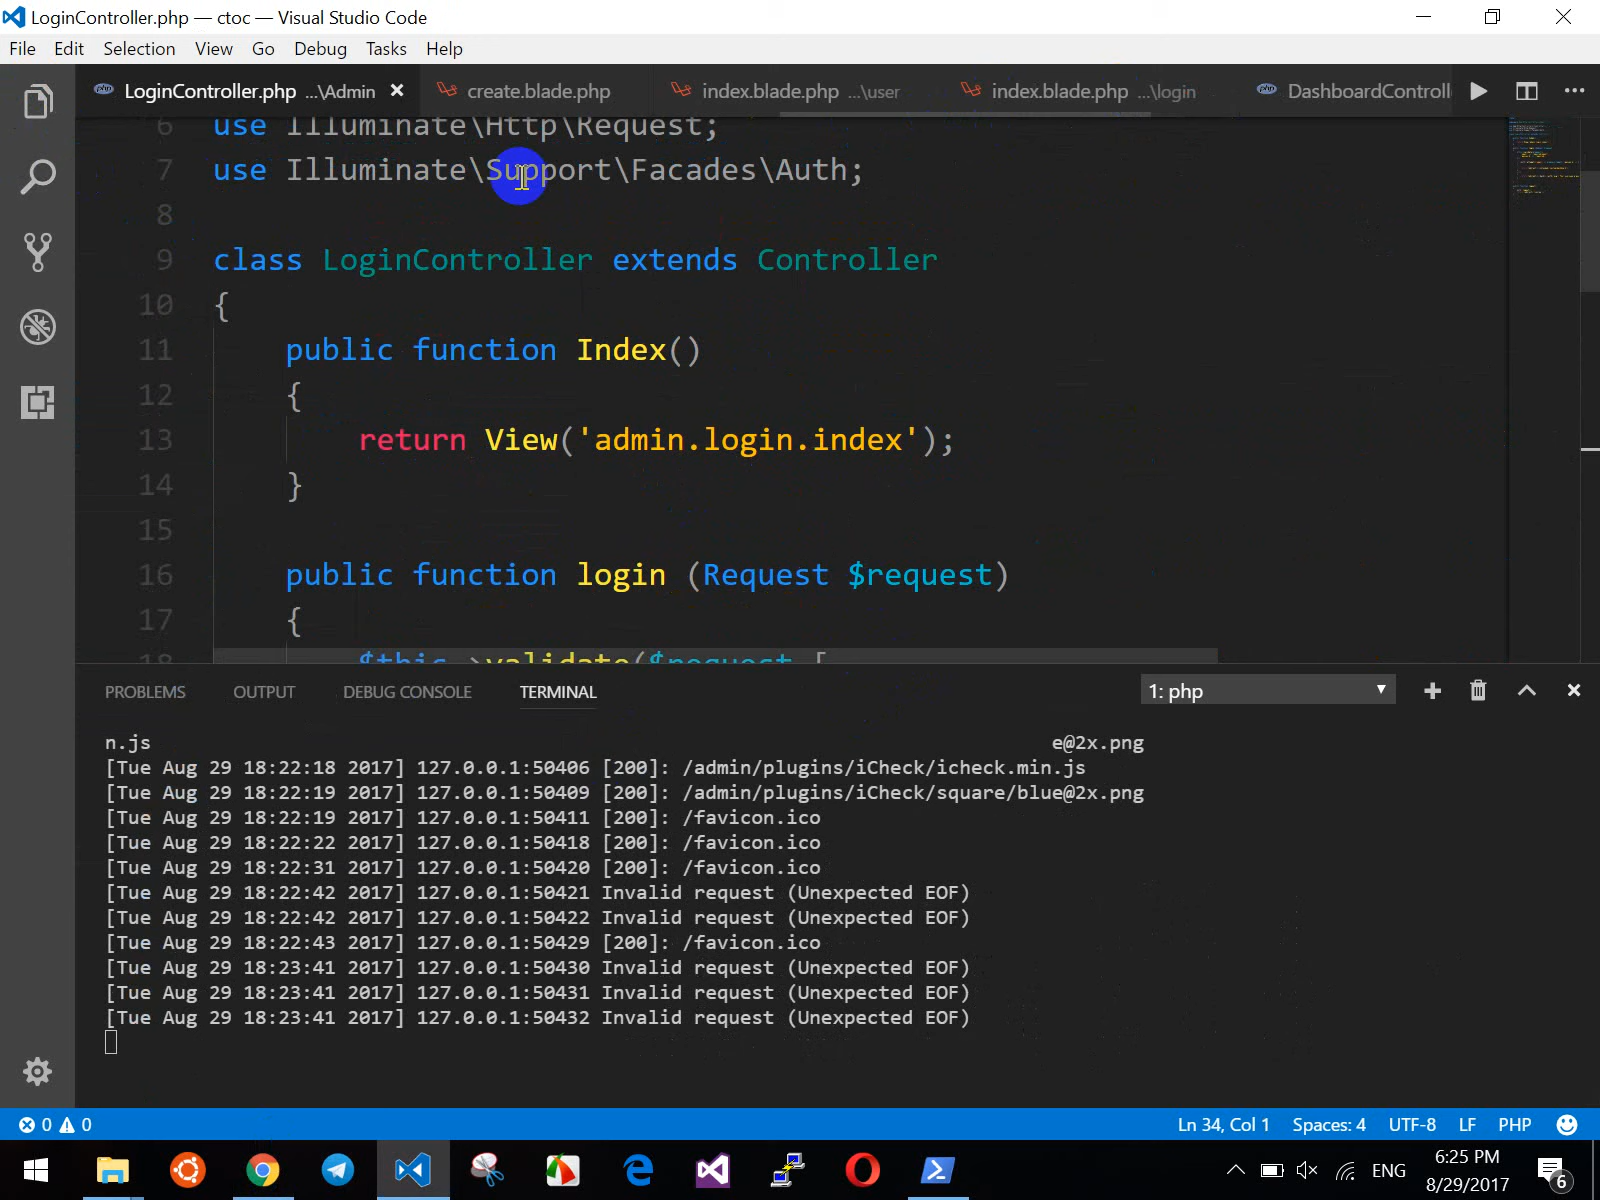 LoginController.php — ctoc — Visual Studio Code
File Edit Selection View Go Debug Tasks Help
LoginController.php ...\Admin create.blade.php index.blade.php ...\user index.blade.php ...\login DashboardControll
6 use Illuminate\Http\Request;
7 use Illuminate\Support\Facades\Auth;
8
9 class LoginController extends Controller
10 {
11 public function Index()
12 {
13 return View('admin.login.index');
14 }
15
16 public function login (Request $request)
17 {
18 $this->validate($request, [
PROBLEMS OUTPUT DEBUG CONSOLE TERMINAL 1: php
n.js e@2x.png
[Tue Aug 29 18:22:18 2017] 127.0.0.1:50406 [200]: /admin/plugins/iCheck/icheck.min.js
[Tue Aug 29 18:22:19 2017] 127.0.0.1:50409 [200]: /admin/plugins/iCheck/square/blue@2x.png
[Tue Aug 29 18:22:19 2017] 127.0.0.1:50411 [200]: /favicon.ico
[Tue Aug 29 18:22:22 2017] 127.0.0.1:50418 [200]: /favicon.ico
[Tue Aug 29 18:22:31 2017] 127.0.0.1:50420 [200]: /favicon.ico
[Tue Aug 29 18:22:42 2017] 127.0.0.1:50421 Invalid request (Unexpected EOF)
[Tue Aug 29 18:22:42 2017] 127.0.0.1:50422 Invalid request (Unexpected EOF)
[Tue Aug 29 18:22:43 2017] 127.0.0.1:50429 [200]: /favicon.ico
[Tue Aug 29 18:23:41 2017] 127.0.0.1:50430 Invalid request (Unexpected EOF)
[Tue Aug 29 18:23:41 2017] 127.0.0.1:50431 Invalid request (Unexpected EOF)
[Tue Aug 29 18:23:41 2017] 127.0.0.1:50432 Invalid request (Unexpected EOF)
0 0 Ln 34, Col 1 Spaces: 4 UTF-8 LF PHP
ENG 6:25 PM
8/29/2017 6